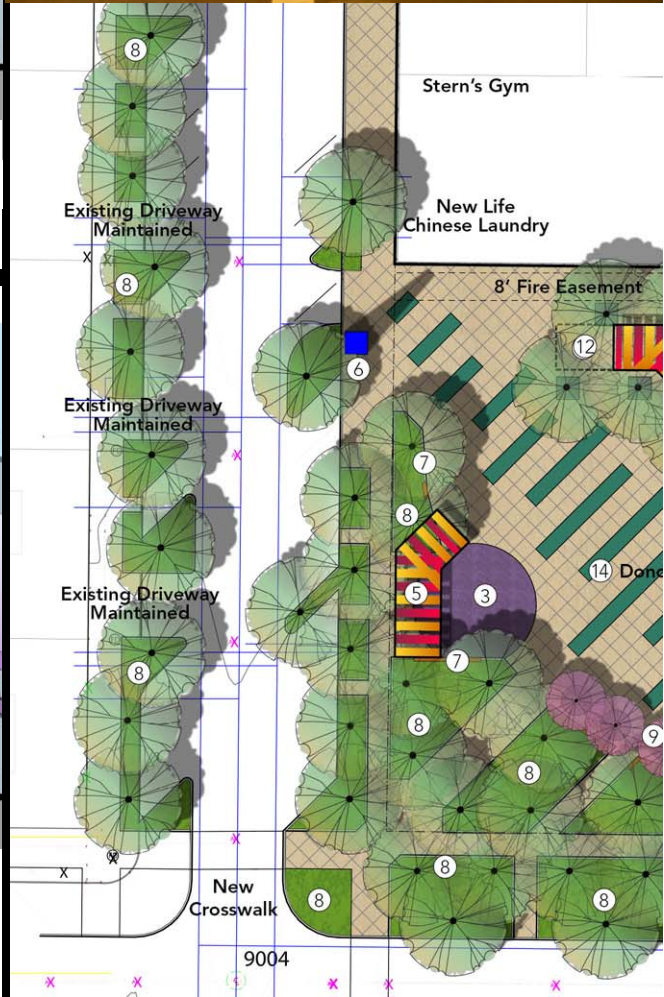 8
Stern's Gym
New Life
Chinese Laundry
Existing Driveway
Maintained
X
X
8
8' Fire Easement
12
6
Existing Driveway
Maintained
X
7
8
14 Dono
5
3
Existing Driveway
Maintained
X
7
8
8
9
8
X
X
X
8
New
Crosswalk
8
8
9004
X
X
X
X
X